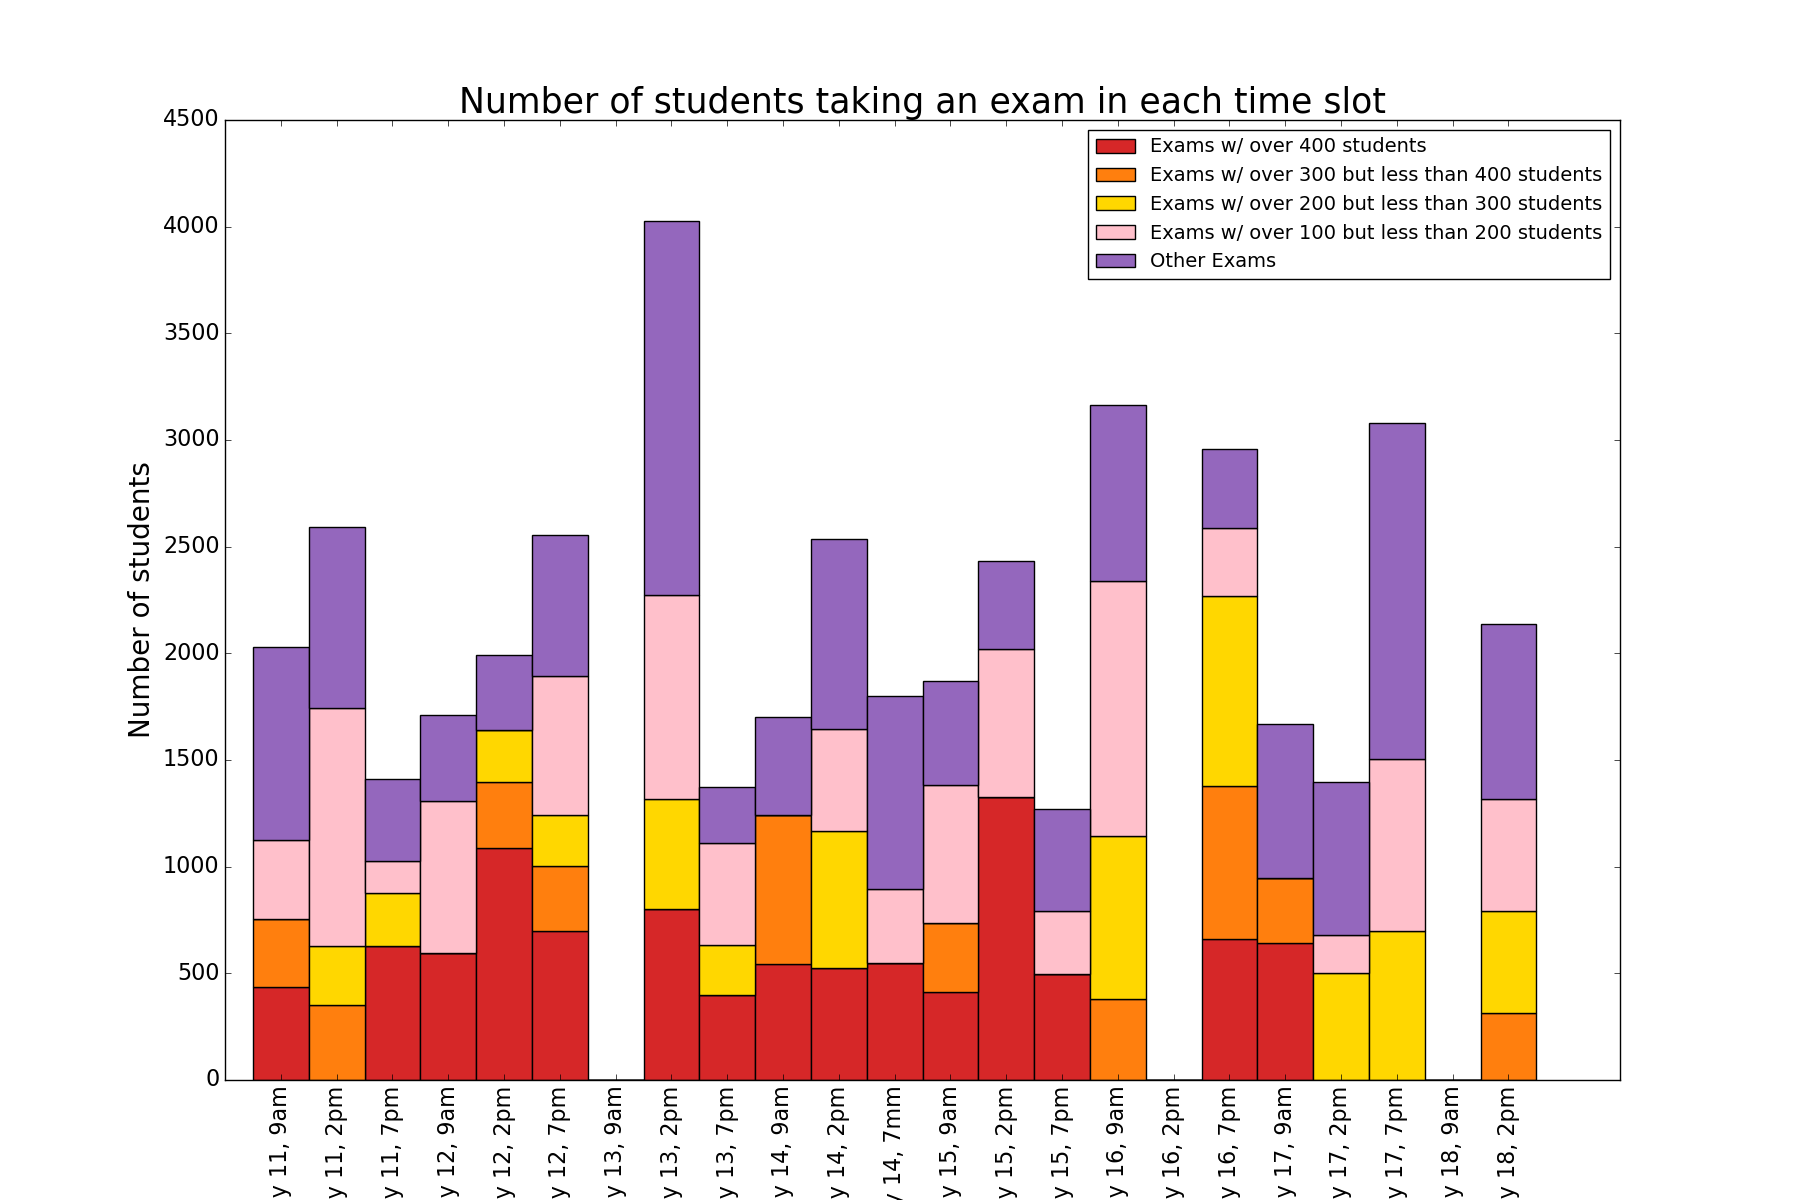 Number of students taking an exam in each time slot
Exams w/ over 400 students
Exams w/ over 300 but less than 400 students
Exams w/ over 200 but less than 300 students
Exams w/ over 100 but less than 200 students
Other Exams
Number of students
4500
4000
3500
3000
2500
2000
1500
1000
500
0
y 11, 9am
y 11, 2pm
y 11, 7pm
y 12, 9am
y 12, 2pm
y 12, 7pm
y 13, 9am
y 13, 2pm
y 13, 7pm
y 14, 9am
y 14, 2pm
y 14, 7mm
y 15, 9am
y 15, 2pm
y 15, 7pm
y 16, 9am
y 16, 2pm
y 16, 7pm
y 17, 9am
y 17, 2pm
y 17, 7pm
y 18, 9am
y 18, 2pm